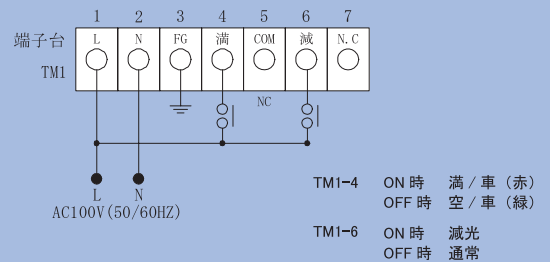 1 2 3 4 5 6 7
端子台 L N FG 満 COM 減 N.C
TM1
NC
L N
AC100V(50/60HZ)
TM1-4 ON 時 満 / 車（赤）
OFF 時 空 / 車（緑）
TM1-6 ON 時 減光
OFF 時 通常